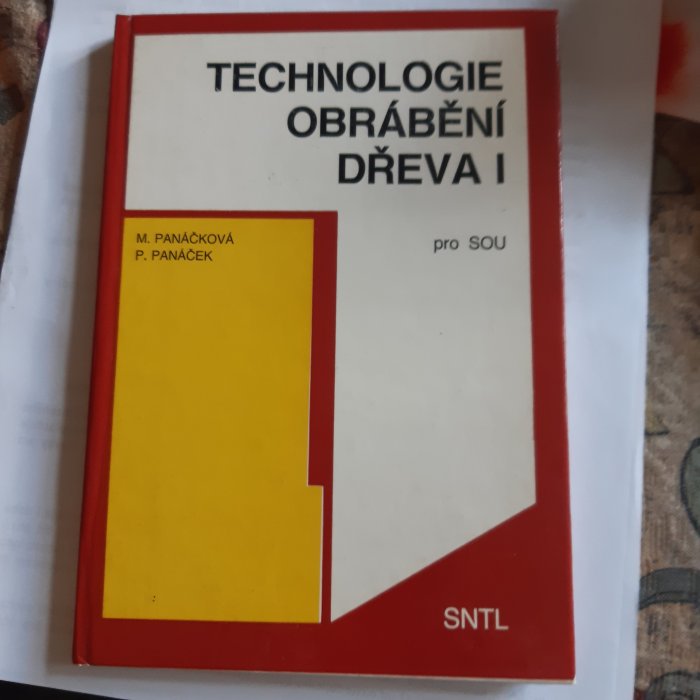 TECHNOLOGIE
OBRÁBĚNÍ
DŘEVA I
pro SOU
M. PANÁČKOVÁ
P. PANÁČEK
SNTL